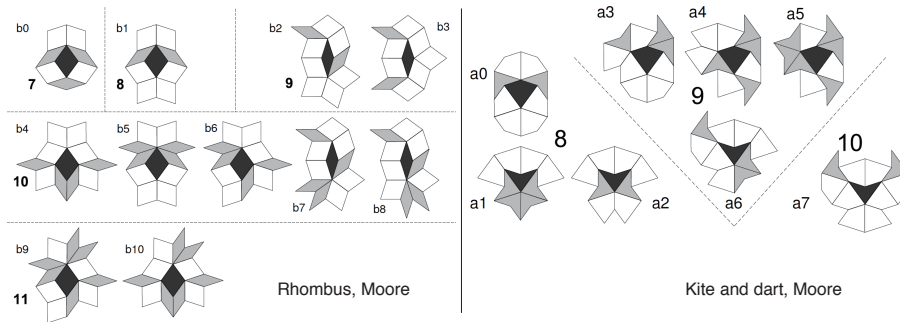 b0
b1
b2
b3
7
8
9
b4
b5
b6
10
b7
b8
b9
b10
11
Rhombus, Moore
a3
a4
a5
a0
9
8
10
a1
a2
a6
a7
Kite and dart, Moore